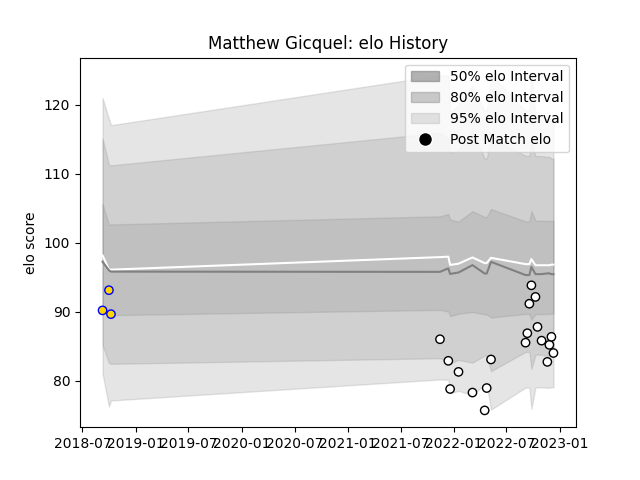 Matthew Gicquel: elo History
50% elo Interval
80% elo Interval
95% elo Interval
Post Match elo
elo score
120
110
100
90
80
2018-07 2019-01 2019-07 2020-01 2020-07 2021-01 2021-07 2022-01 2022-07 2023-01